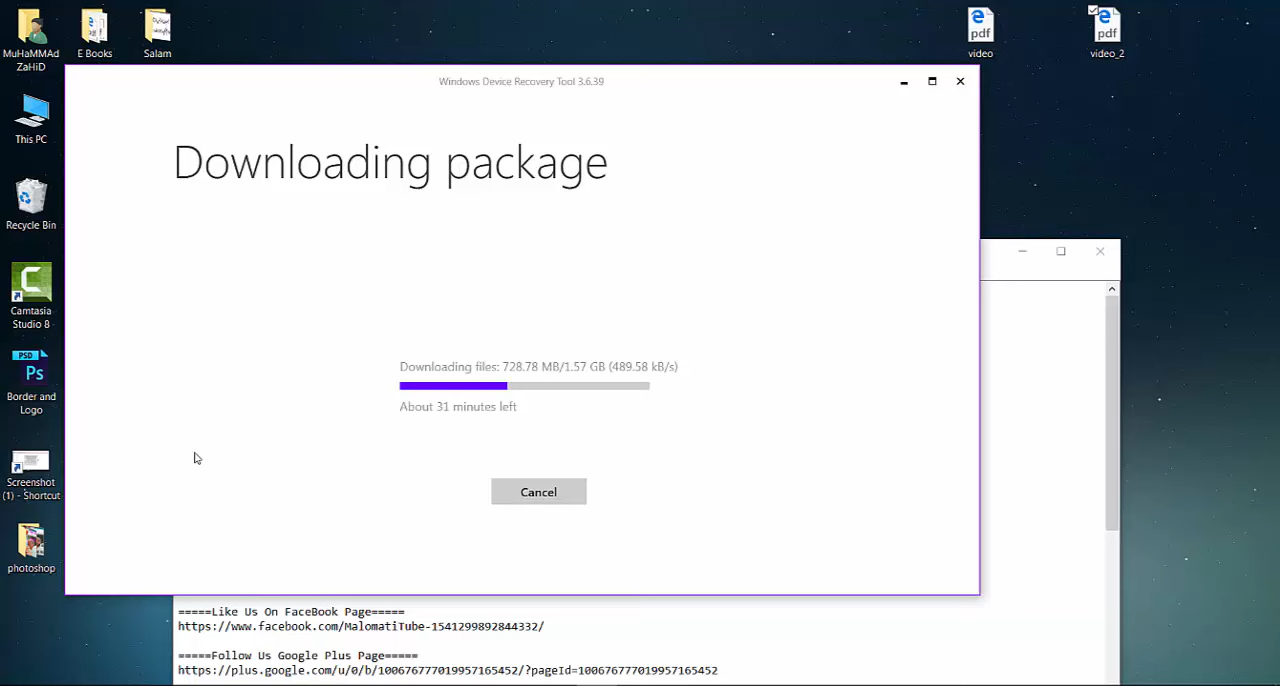 MuHaMMAd
ZaHiD
E Books
Salam
video
video_2
This PC
Recycle Bin
Camtasia
Studio 8
PSD
Ps
Border and
Logo
Screenshot
(1) - Shortcut
photoshop
Windows Device Recovery Tool 3.6.39
Downloading package
Downloading files: 728.78 MB/1.57 GB (489.58 kB/s)
About 31 minutes left
Cancel
pdf
pdf
=====Like Us On FaceBook Page=====
https://www.facebook.com/MalomatiTube-1541299892844332/
=====Follow Us Google Plus Page=====
https://plus.google.com/u/0/b/100676777019957165452/?pageId=100676777019957165452